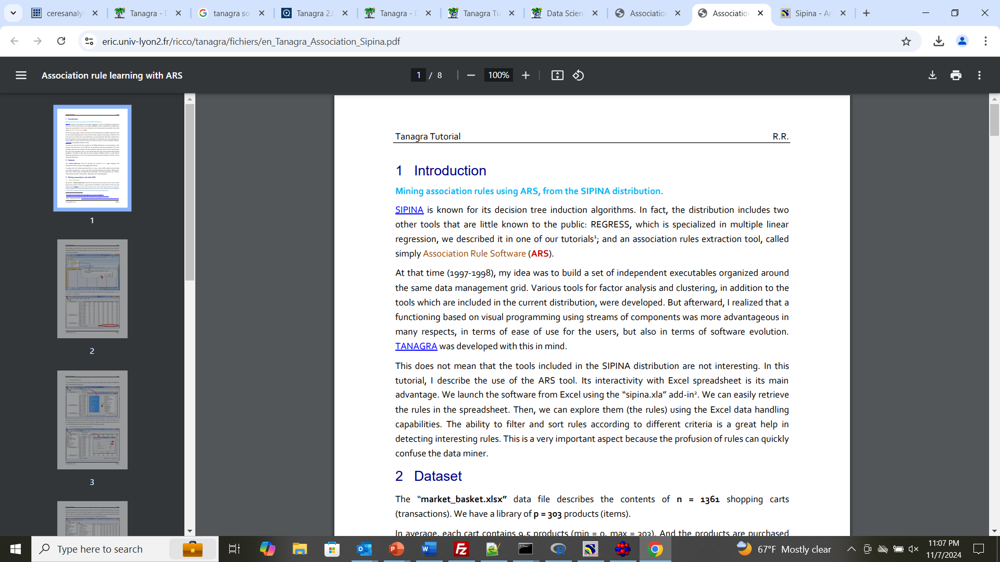 ceresanaly
Tanagra - D
tanagra so
Tanagra 2.0
Tanagra - D
Tanagra Tu
Data Scien
Associatio
Associatio
Sipina - Ar
eric.univ-lyon2.fr/ricco/tanagra/fichiers/en_Tanagra_Association_Sipina.pdf
Association rule learning with ARS
1 / 8
100%
1
2
3
Tanagra Tutorial R.R.
1 Introduction
Mining association rules using ARS, from the SIPINA distribution.
SIPINA is known for its decision tree induction algorithms. In fact, the distribution includes two
other tools that are little known to the public: REGRESS, which is specialized in multiple linear
regression, we described it in one of our tutorials¹; and an association rules extraction tool, called
simply Association Rule Software (ARS).
At that time (1997-1998), my idea was to build a set of independent executables organized around
the same data management grid. Various tools for factor analysis and clustering, in addition to the
tools which are included in the current distribution, were developed. But afterward, I realized that a
functioning based on visual programming using streams of components was more advantageous in
many respects, in terms of ease of use for the users, but also in terms of software evolution.
TANAGRA was developed with this in mind.
This does not mean that the tools included in the SIPINA distribution are not interesting. In this
tutorial, I describe the use of the ARS tool. Its interactivity with Excel spreadsheet is its main
advantage. We launch the software from Excel using the “sipina.xla” add-in². We can easily retrieve
the rules in the spreadsheet. Then, we can explore them (the rules) using the Excel data handling
capabilities. The ability to filter and sort rules according to different criteria is a great help in
detecting interesting rules. This is a very important aspect because the profusion of rules can quickly
confuse the data miner.
2 Dataset
The “market_basket.xlsx” data file describes the contents of n = 1361 shopping carts
(transactions). We have a library of p = 303 products (items).
In average, each cart contains 9.5 products (min = 0, max = 303). And the products are purchased
Type here to search
67°F Mostly clear
11:07 PM
11/7/2024